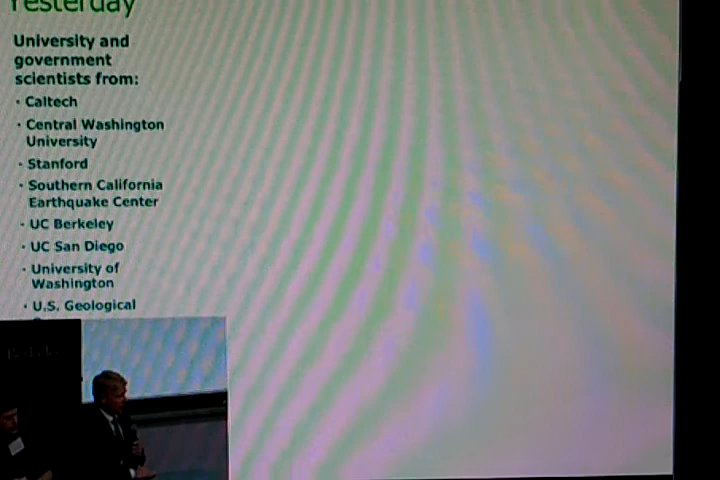 Yesterday
University and
government
scientists from:
· Caltech
· Central Washington
University
· Stanford
· Southern California
Earthquake Center
· UC Berkeley
· UC San Diego
· University of
Washington
· U.S. Geological